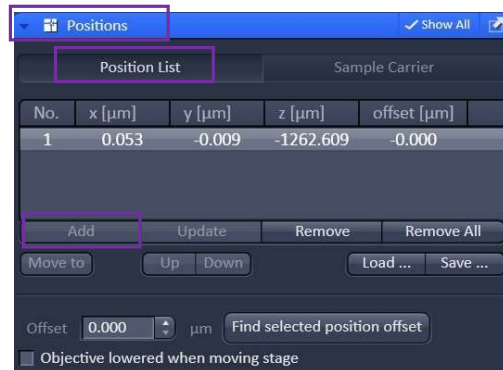 Positions Show All
Position List Sample Carrier
No. x [µm] y [µm] z [µm] offset [µm]
1 0.053 -0.009 -1262.609 -0.000
Add Update Remove Remove All
Move to Up Down Load ... Save ...
Offset 0.000 µm Find selected position offset
Objective lowered when moving stage